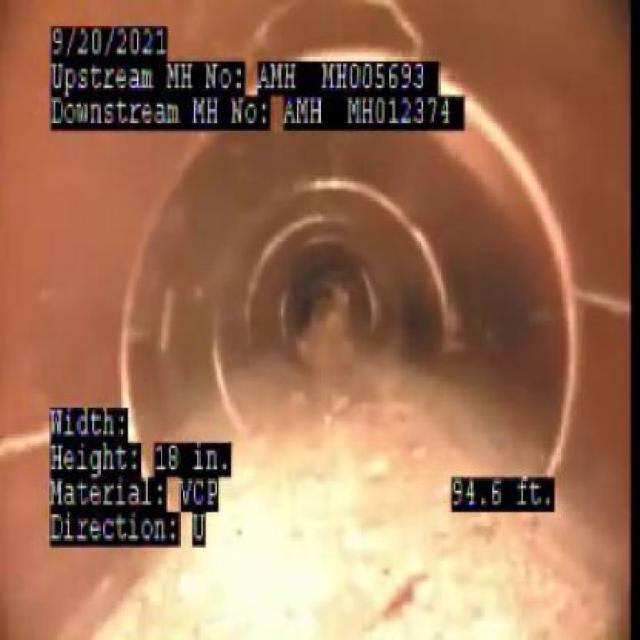 9/20/2021
Upstream MH No: AMH MH005693
Downstream MH No: AMH MH012374
Width:
Height: 18 in.
Material: VCP
Direction: U
94.6 ft.